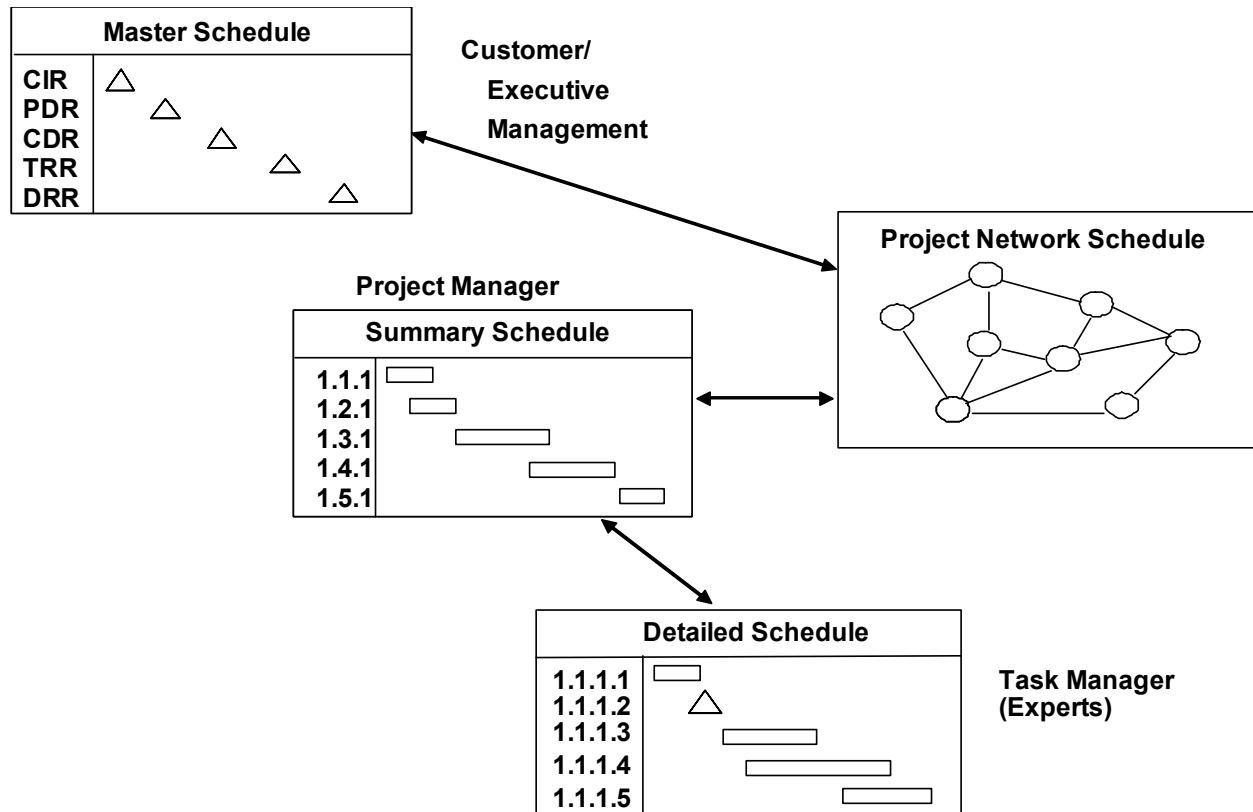 Master Schedule
CIR
PDR
CDR
TRR
DRR
Customer/
Executive
Management
Project Network Schedule
Project Manager
Summary Schedule
1.1.1
1.2.1
1.3.1
1.4.1
1.5.1
Detailed Schedule
1.1.1.1
1.1.1.2
1.1.1.3
1.1.1.4
1.1.1.5
Task Manager
(Experts)